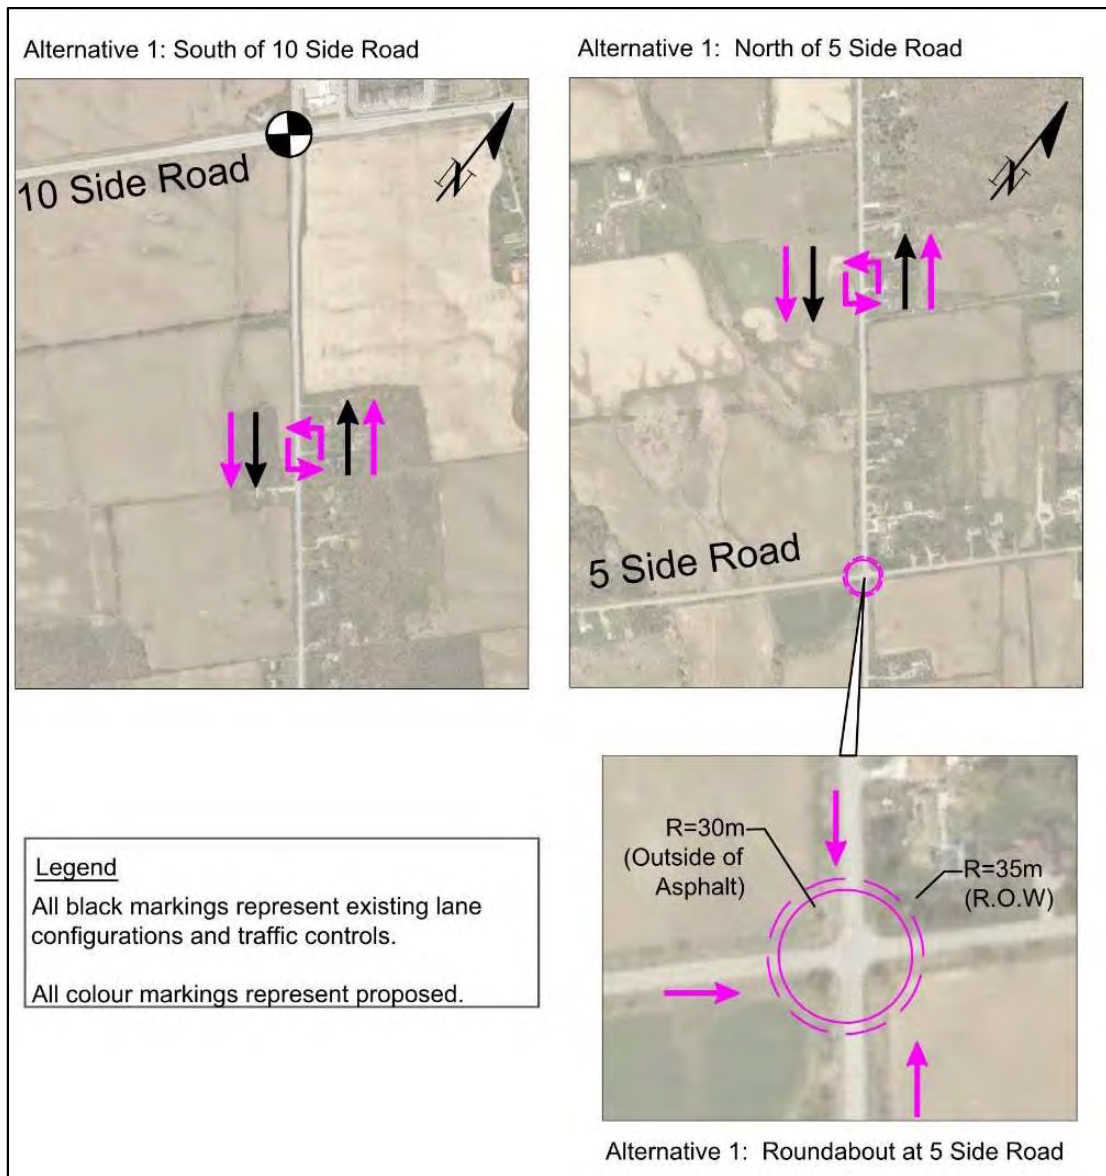 Alternative 1: South of 10 Side Road
Alternative 1: North of 5 Side Road
10 Side Road
N
N
5 Side Road
R=30m
(Outside of
Asphalt)
R=35m
(R.O.W)
Legend
All black markings represent existing lane
configurations and traffic controls.
All colour markings represent proposed.
Alternative 1: Roundabout at 5 Side Road